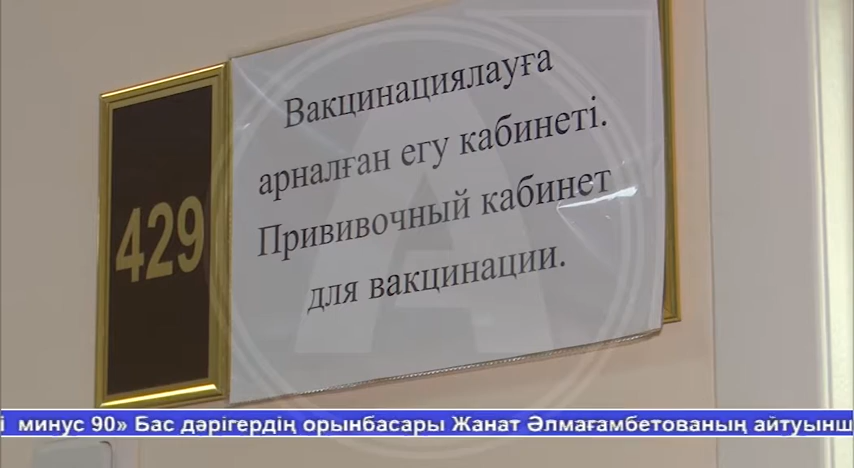 429
Вакцинациялауға
арналған егу кабинеті.
Прививочный кабинет
для вакцинации.
і минус 90» Бас дәрігердің орынбасары Жанат Әлмағамбетованың айтуынш